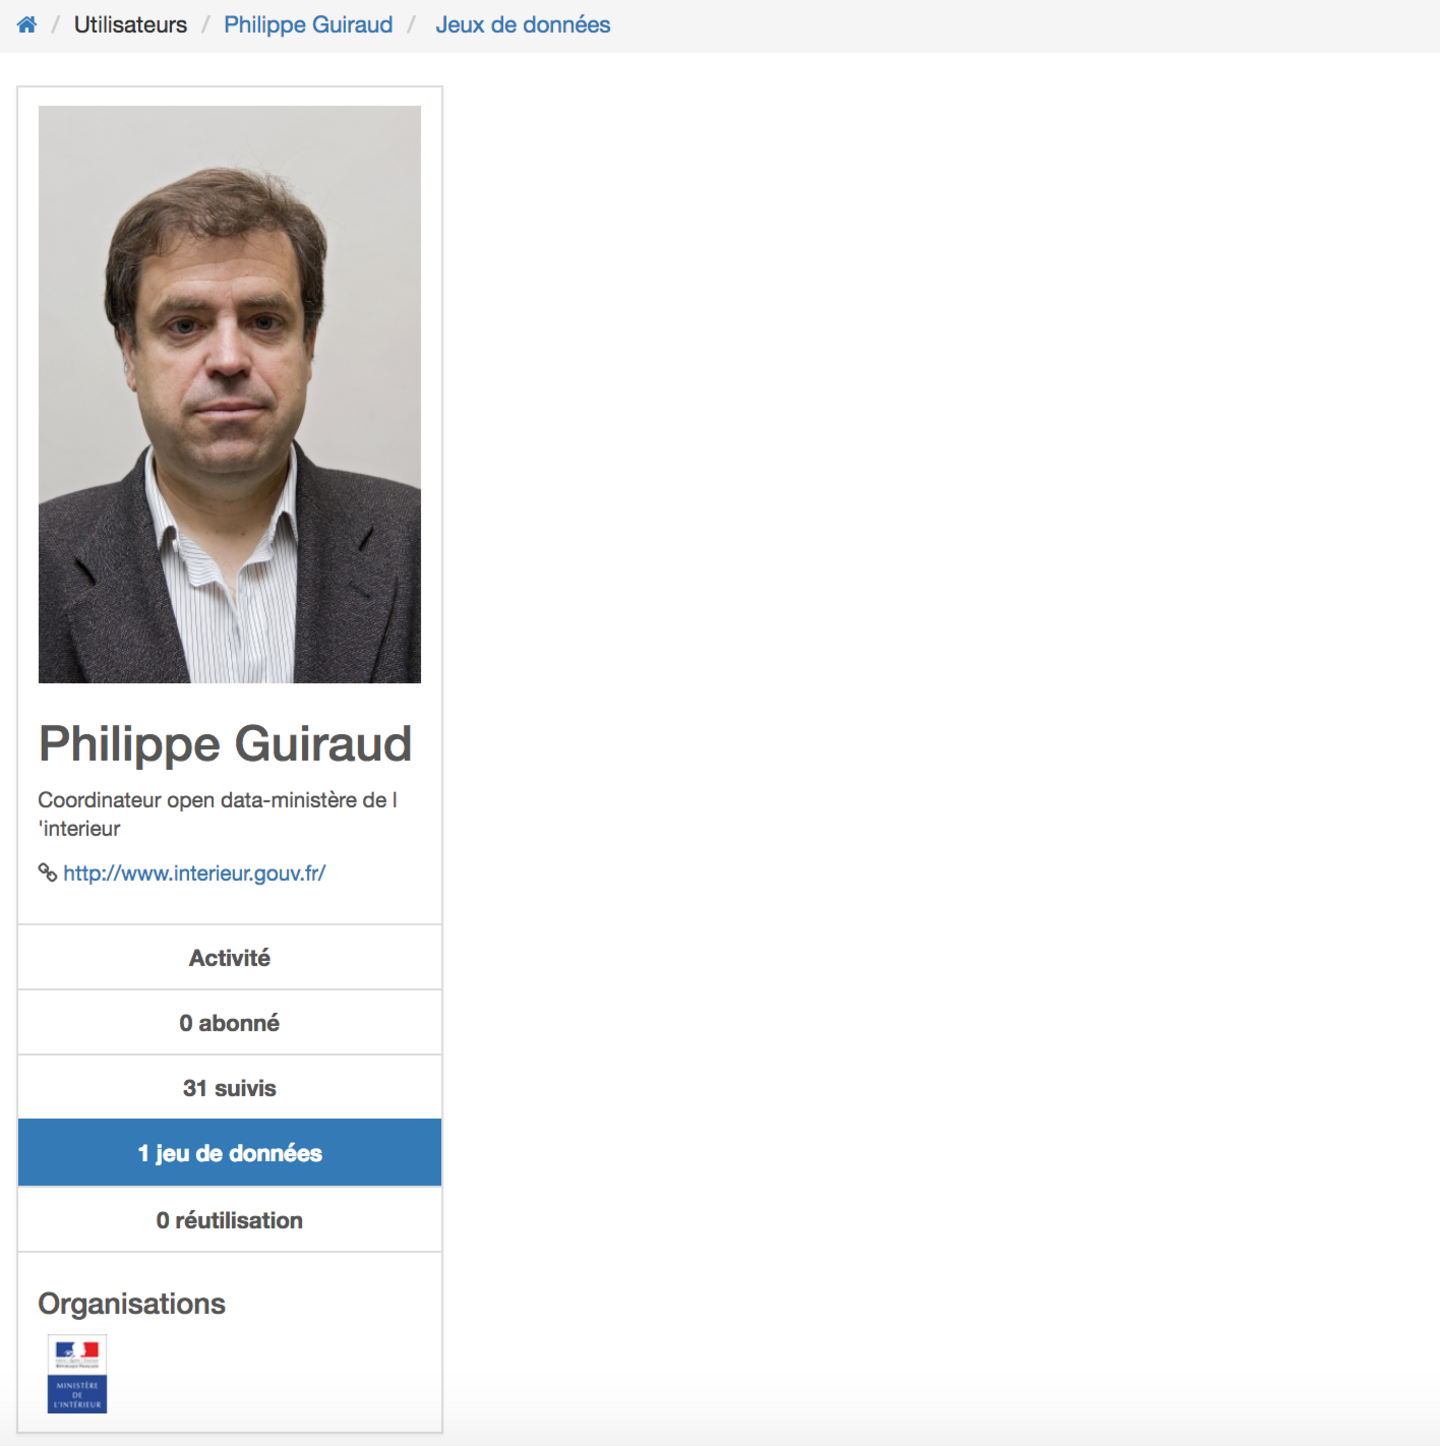 / Utilisateurs / Philippe Guiraud / Jeux de données
Philippe Guiraud
Coordinateur open data-ministère de l
'interieur
http://www.interieur.gouv.fr/
Activité
0 abonné
31 suivis
1 jeu de données
0 réutilisation
Organisations
MINISTÈRE
DE
L'INTÉRIEUR